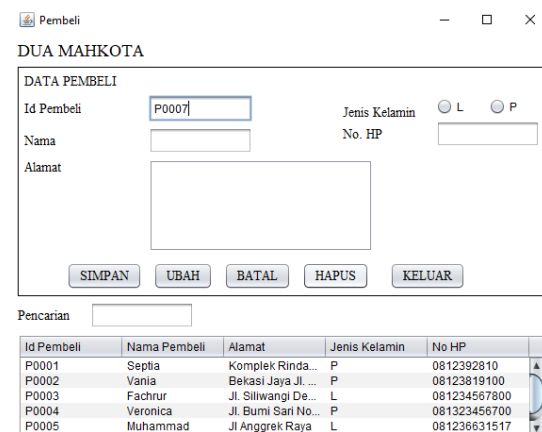 Pembeli
DUA MAHKOTA
DATA PEMBELI
Id Pembeli P0007 Jenis Kelamin L P
Nama No. HP
Alamat
SIMPAN UBAH BATAL HAPUS KELUAR
Pencarian
Id Pembeli Nama Pembeli Alamat Jenis Kelamin No HP
P0001 Septia Komplek Rinda... P 0812392810
P0002 Vania Bekasi Jaya Jl. ... P 08123819100
P0003 Fachrur Jl. Siliwangi De... L 081234567800
P0004 Veronica Jl. Bumi Sari No... P 081323456700
P0005 Muhammad Jl Anggrek Raya L 081236631517